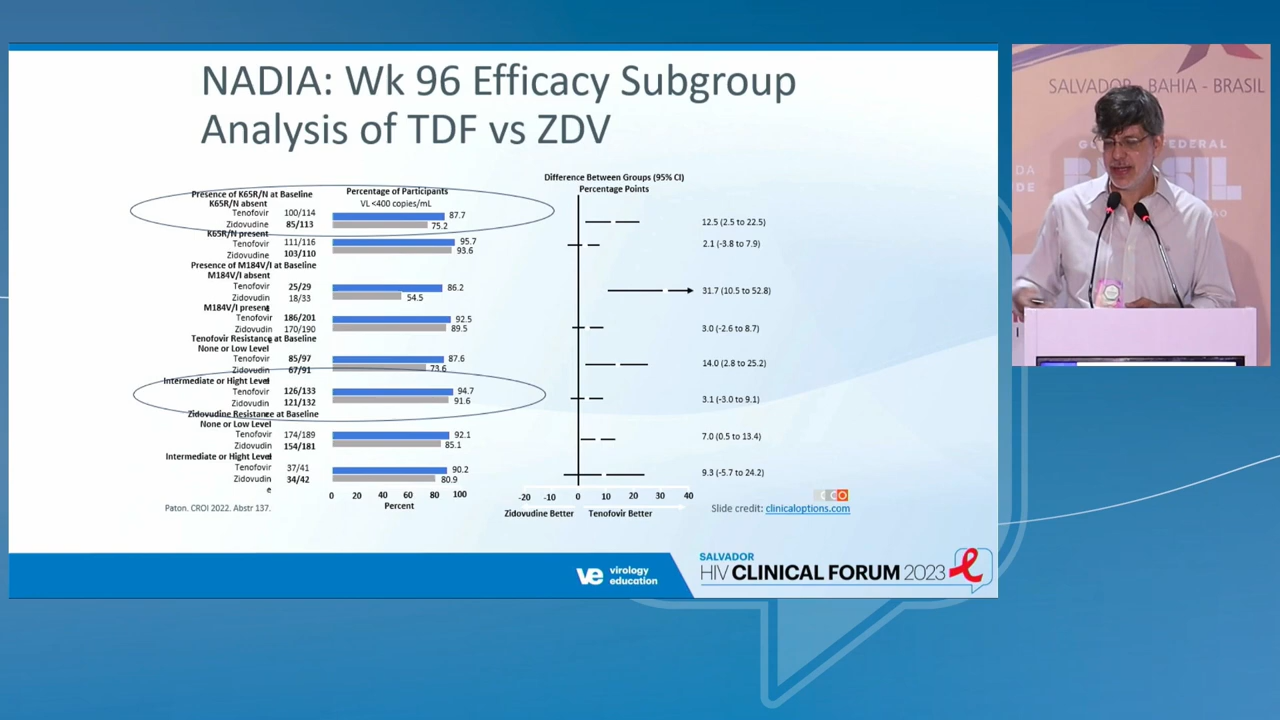 NADIA: Wk 96 Efficacy Subgroup
Analysis of TDF vs ZDV
Presence of K65R/N at Baseline
K65R/N absent
Percentage of Participants
VL <400 copies/mL
Difference Between Groups (95% CI)
Percentage Points
Tenofovir 100/114 87.7
Zidovudine 85/113 75.2
12.5 (2.5 to 22.5)
K65R/N present
Tenofovir 111/116 95.7
Zidovudine 103/110 93.6
2.1 (-3.8 to 7.9)
Presence of M184V/I at Baseline
M184V/I absent
Tenofovir 25/29 86.2
Zidovudin 18/33 54.5
e
31.7 (10.5 to 52.8)
M184V/I present
Tenofovir 186/201 92.5
Zidovudin 170/190 89.5
e
3.0 (-2.6 to 8.7)
Tenofovir Resistance at Baseline
None or Low Level
Tenofovir 85/97 87.6
Zidovudin 67/91 73.6
e
14.0 (2.8 to 25.2)
Intermediate or Hight Level
Tenofovir 126/133 94.7
Zidovudin 121/132 91.6
e
3.1 (-3.0 to 9.1)
Zidovudine Resistance at Baseline
None or Low Level
Tenofovir 174/189 92.1
Zidovudin 154/181 85.1
e
7.0 (0.5 to 13.4)
Intermediate or Hight Level
Tenofovir 37/41 90.2
Zidovudin 34/42 80.9
e
9.3 (-5.7 to 24.2)
0 20 40 60 80 100
Percent
-20 -10 0 10 20 30 40
Zidovudine Better Tenofovir Better
Paton. CROI 2022. Abstr 137.
CCO
Slide credit: clinicaloptions.com
ve virology
education
SALVADOR
HIV CLINICAL FORUM 2023
SALVADOR - BAHIA - BRASIL